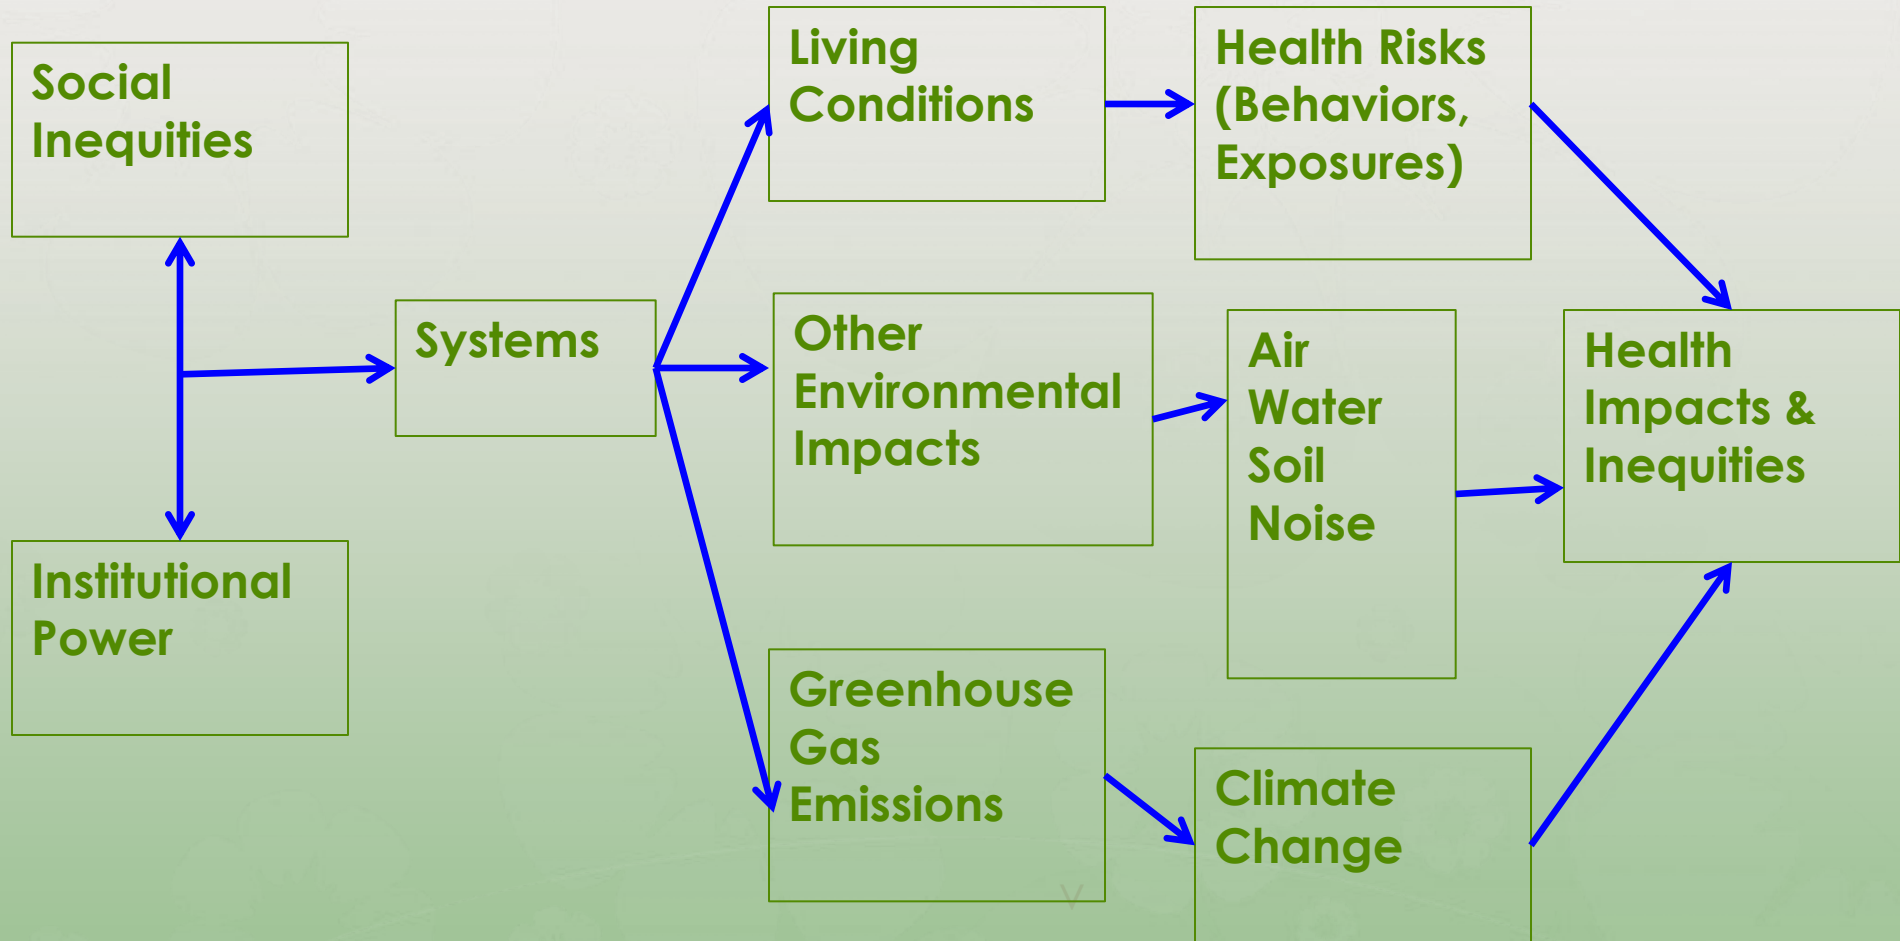 Social
Inequities
Institutional
Power
Systems
Living
Conditions
Health Risks
(Behaviors,
Exposures)
Other
Environmental
Impacts
Air
Water
Soil
Noise
Health
Impacts &
Inequities
Greenhouse
Gas
Emissions
Climate
Change
V